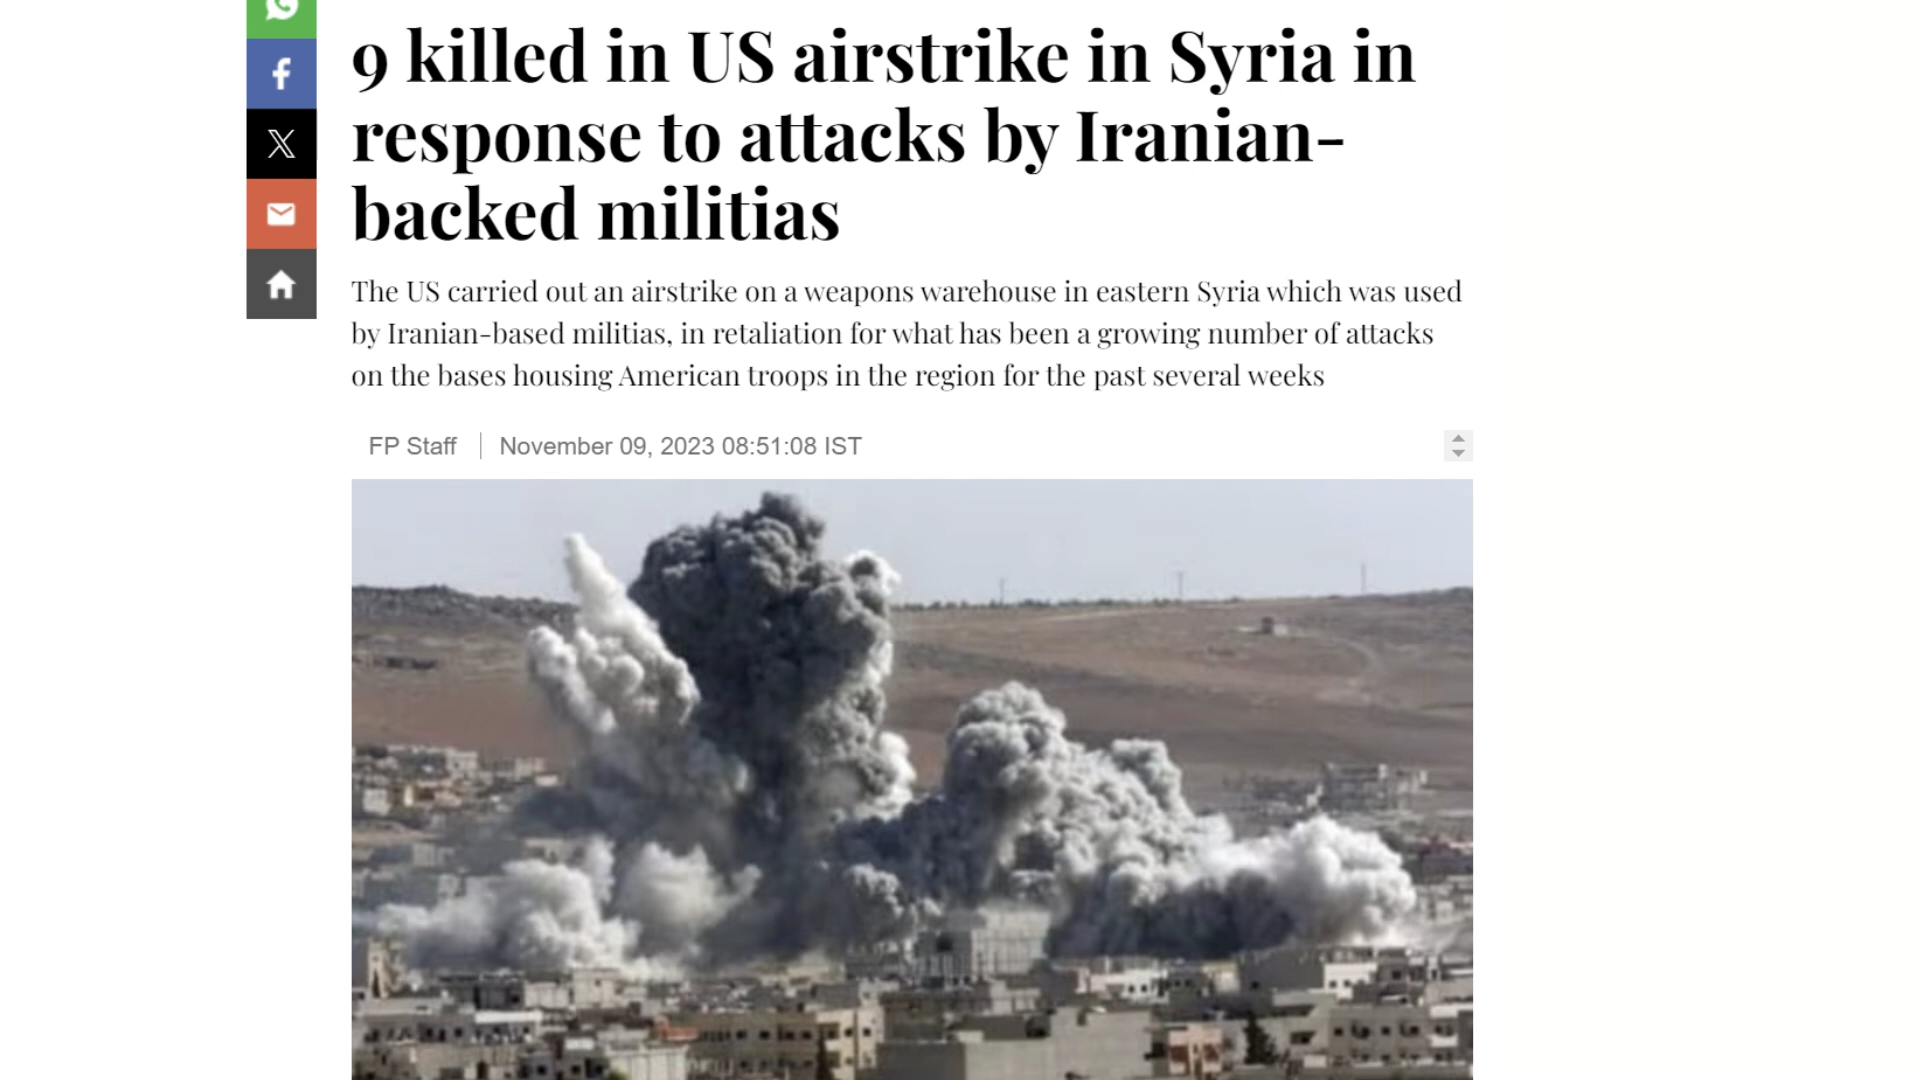 9 killed in US airstrike in Syria in
response to attacks by Iranian-
backed militias
The US carried out an airstrike on a weapons warehouse in eastern Syria which was used
by Iranian-based militias, in retaliation for what has been a growing number of attacks
on the bases housing American troops in the region for the past several weeks
FP Staff | November 09, 2023 08:51:08 IST